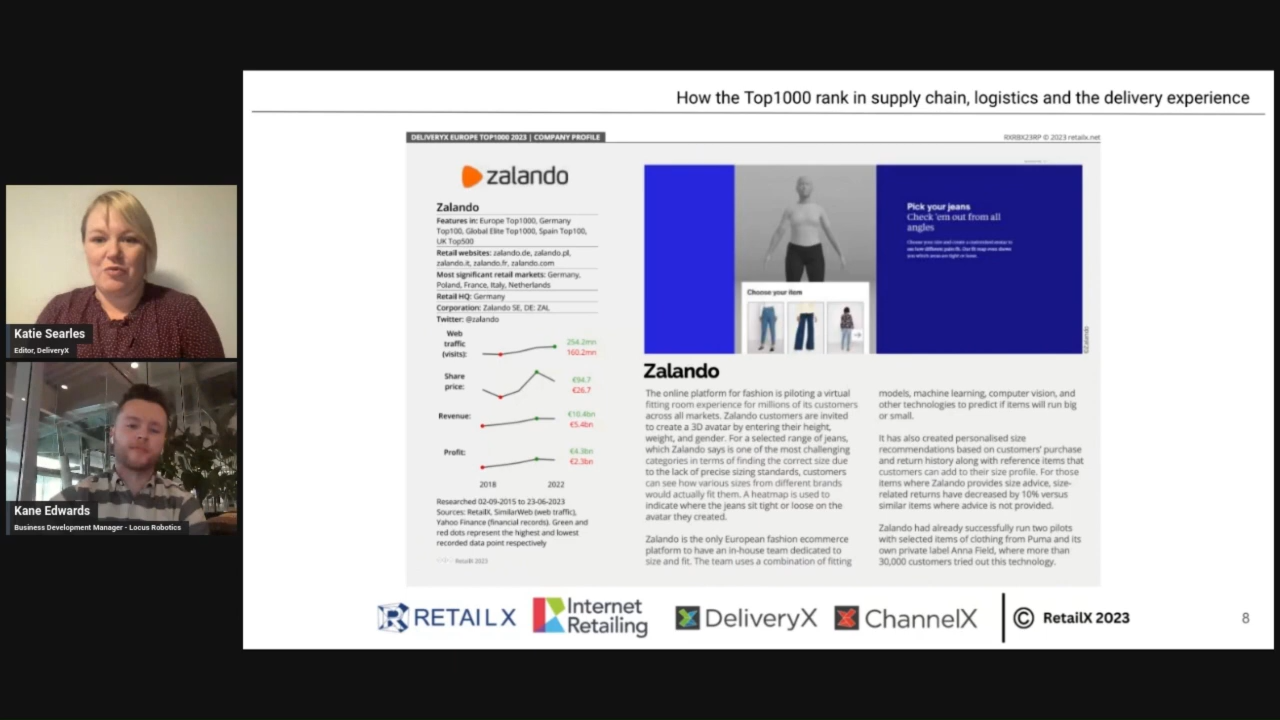 How the Top1000 rank in supply chain, logistics and the delivery experience
DELIVERYX EUROPE TOP1000 2023 | COMPANY PROFILE
RXRBX23RP © 2023 retailx.net
zalando
Zalando
Features in: Europe Top1000, Germany
Top100, Global Elite Top1000, Spain Top100,
UK Top500
Retail websites: zalando.de, zalando.pl,
zalando.it, zalando.fr, zalando.com
Most significant retail markets: Germany,
Poland, France, Italy, Netherlands
Retail HQ: Germany
Corporation: Zalando SE, DE: ZAL
Twitter: @zalando
Web
traffic
(visits):
254.2mn
160.2mn
Share
price:
€94.7
€26.7
Revenue:
€10.4bn
€5.4bn
Profit:
€4.3bn
€2.3bn
2018
2022
Researched 02-09-2015 to 23-06-2023
Sources: RetailX, SimilarWeb (web traffic),
Yahoo Finance (financial records). Green and
red dots represent the highest and lowest
recorded data point respectively
RetailX 2023
Pick your jeans
Check 'em out from all
angles
Choose your item
©Zalando
Zalando
The online platform for fashion is piloting a virtual
fitting room experience for millions of its customers
across all markets. Zalando customers are invited
to create a 3D avatar by entering their height,
weight, and gender. For a selected range of jeans,
which Zalando says is one of the most challenging
categories in terms of finding the correct size due
to the lack of precise sizing standards, customers
can see how various sizes from different brands
would actually fit them. A heatmap is used to
indicate where the jeans sit tight or loose on the
avatar they created.
Zalando is the only European fashion ecommerce
platform to have an in-house team dedicated to
size and fit. The team uses a combination of fitting
models, machine learning, computer vision, and
other technologies to predict if items will run big
or small.
It has also created personalised size
recommendations based on customers' purchase
and return history along with reference items that
customers can add to their size profile. For those
items where Zalando provides size advice, size-
related returns have decreased by 10% versus
similar items where advice is not provided.
Zalando had already successfully run two pilots
with selected items of clothing from Puma and its
own private label Anna Field, where more than
30,000 customers tried out this technology.
Katie Searles
Editor, DeliveryX
Kane Edwards
Business Development Manager - Locus Robotics
RETAIL X
Internet
Retailing
DeliveryX
ChannelX
© RetailX 2023
8